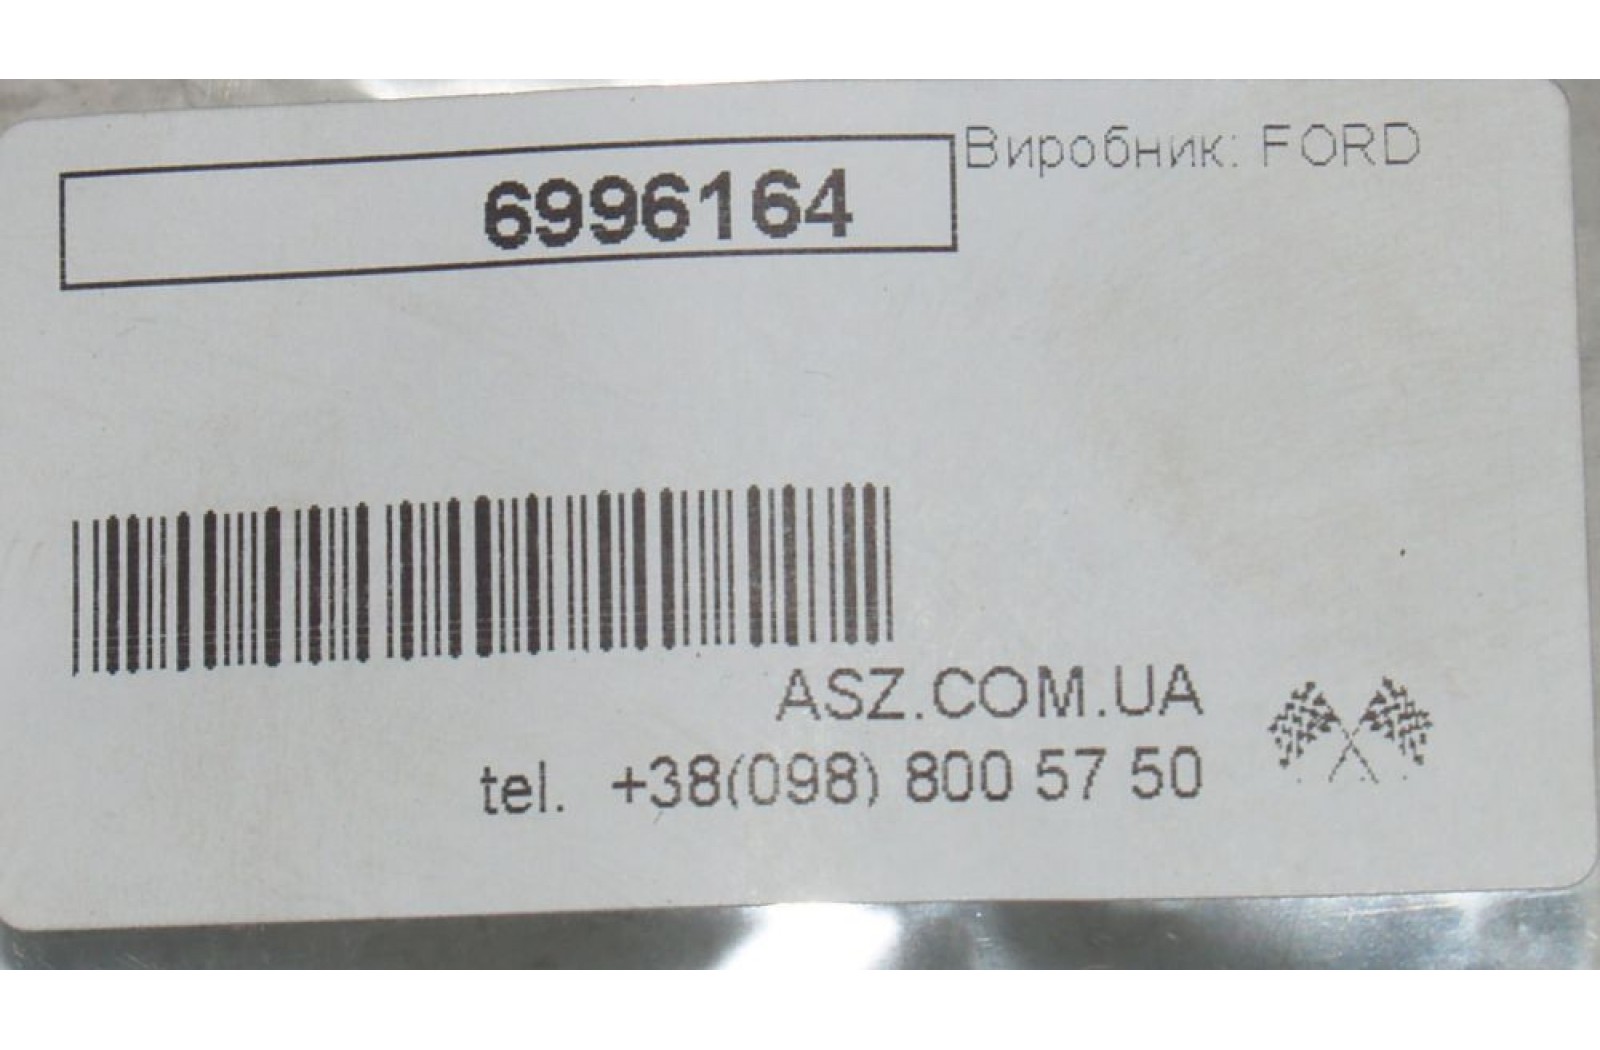 6996164
Виробник: FORD
ASZ.COM.UA
tel. +38(098) 800 57 50